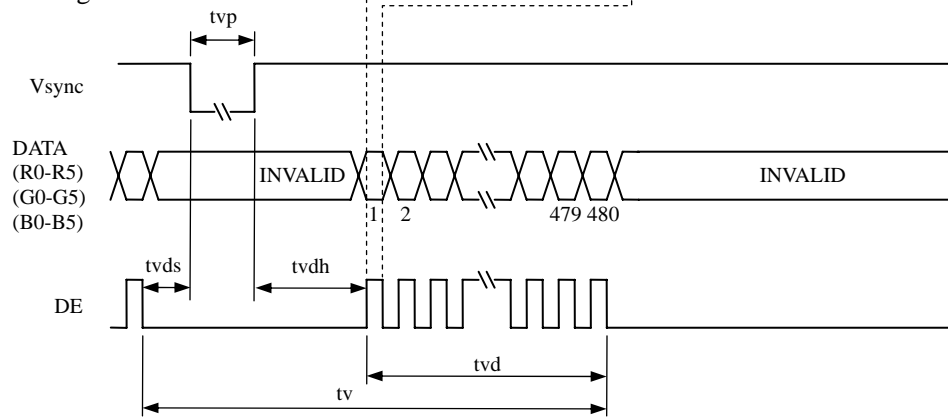 tvp
Vsync
DATA
(R0-R5)
(G0-G5)
(B0-B5)
INVALID
INVALID
1 2 479 480
tvds
tvdh
DE
tvd
tv